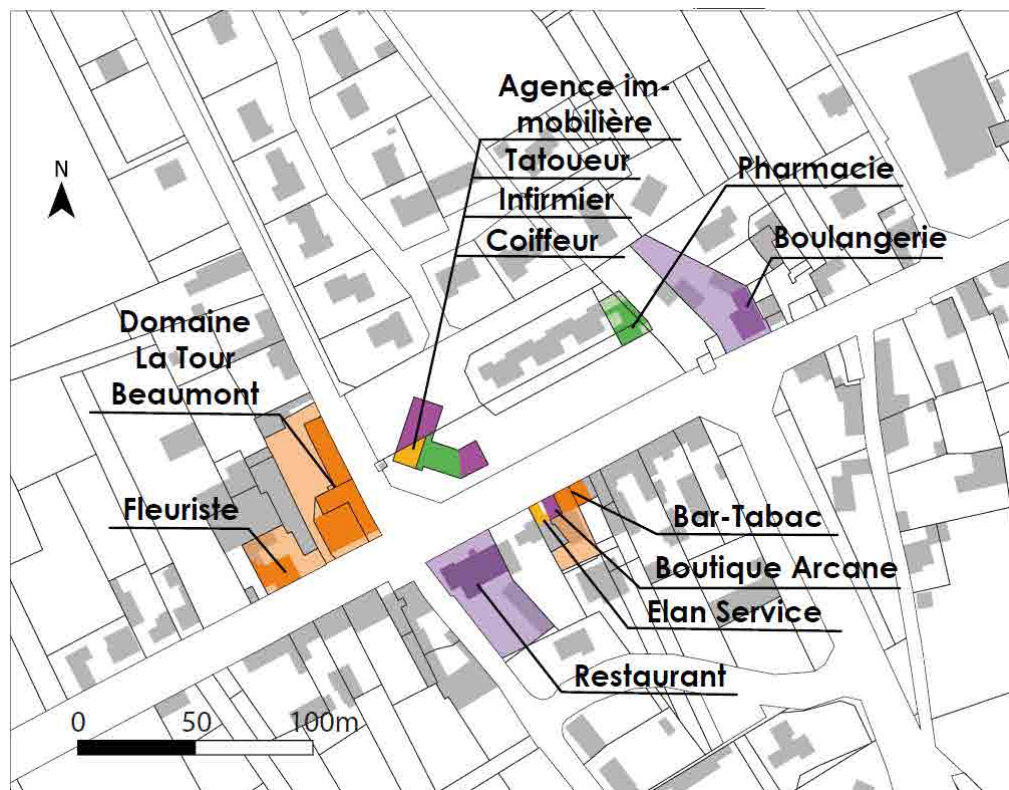 Agence im-
mobilière
Tatoueur
Infirmier
Coiffeur
Pharmacie
Boulangerie
N
Domaine
La Tour
Beaumont
Fleuriste
Bar-Tabac
Boutique Arcane
Elan Service
Restaurant
0 50 100m